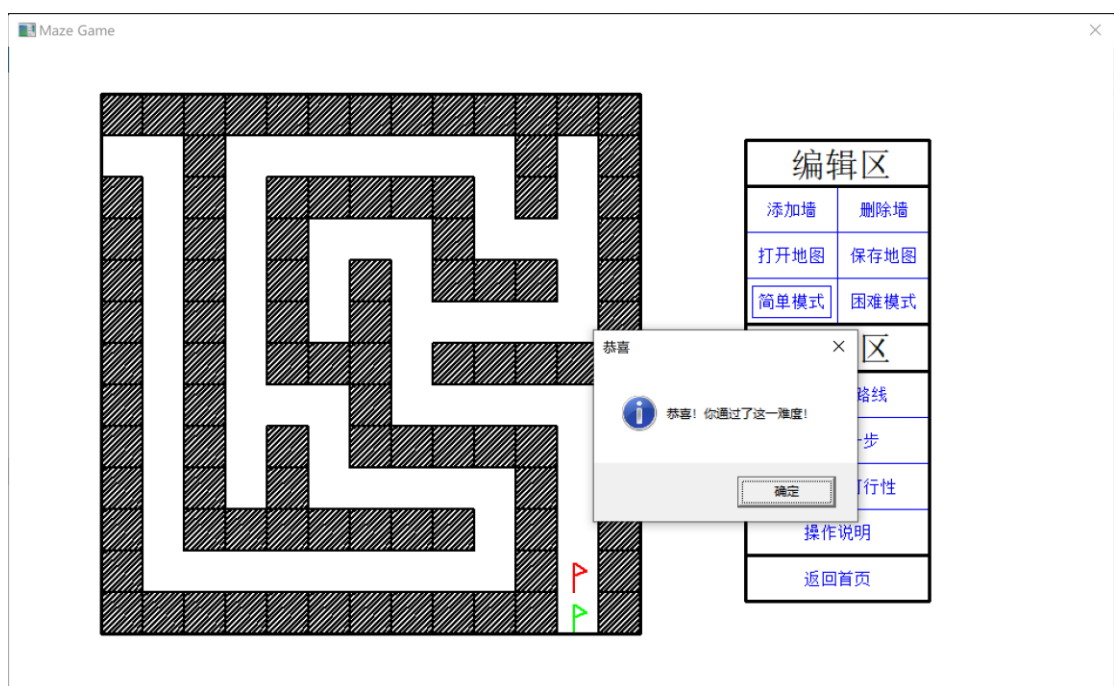 Maze Game
编辑区
添加墙 删除墙
打开地图 保存地图
简单模式 困难模式
恭喜
区
恭喜！你通过了这一难度！
路线
一步
确定
可行性
操作说明
返回首页